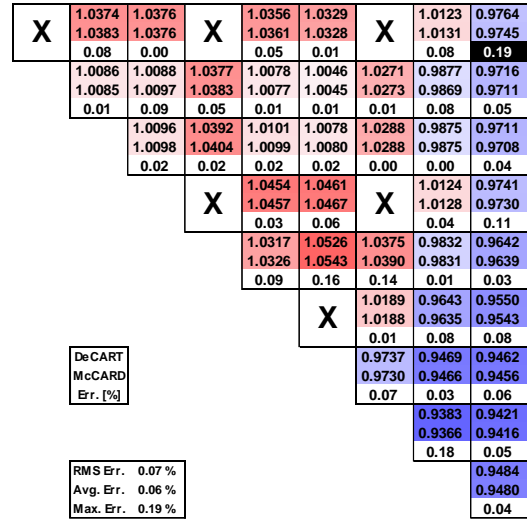 1.0374 1.0376 1.0356 1.0329 1.0123 0.9764
X 1.0383 1.0376 X 1.0361 1.0328 X 1.0131 0.9745
0.08 0.00 0.05 0.01 0.08 0.19
1.0086 1.0088 1.0377 1.0078 1.0046 1.0271 0.9877 0.9716
1.0085 1.0097 1.0383 1.0077 1.0045 1.0273 0.9869 0.9711
0.01 0.09 0.05 0.01 0.01 0.01 0.08 0.05
1.0096 1.0392 1.0101 1.0078 1.0288 0.9875 0.9711
1.0098 1.0404 1.0099 1.0080 1.0288 0.9875 0.9708
0.02 0.02 0.02 0.02 0.00 0.00 0.04
1.0454 1.0461 1.0124 0.9741
X 1.0457 1.0467 X 1.0128 0.9730
0.03 0.06 0.04 0.11
1.0317 1.0526 1.0375 0.9832 0.9642
1.0326 1.0543 1.0390 0.9831 0.9639
0.09 0.16 0.14 0.01 0.03
1.0189 0.9643 0.9550
X 1.0188 0.9635 0.9543
0.01 0.08 0.08
DeCART 0.9737 0.9469 0.9462
McCARD 0.9730 0.9466 0.9456
Err. [%] 0.07 0.03 0.06
0.9383 0.9421
0.9366 0.9416
0.18 0.05
RMS Err. 0.07 % 0.9484
Avg. Err. 0.06 % 0.9480
Max. Err. 0.19 % 0.04